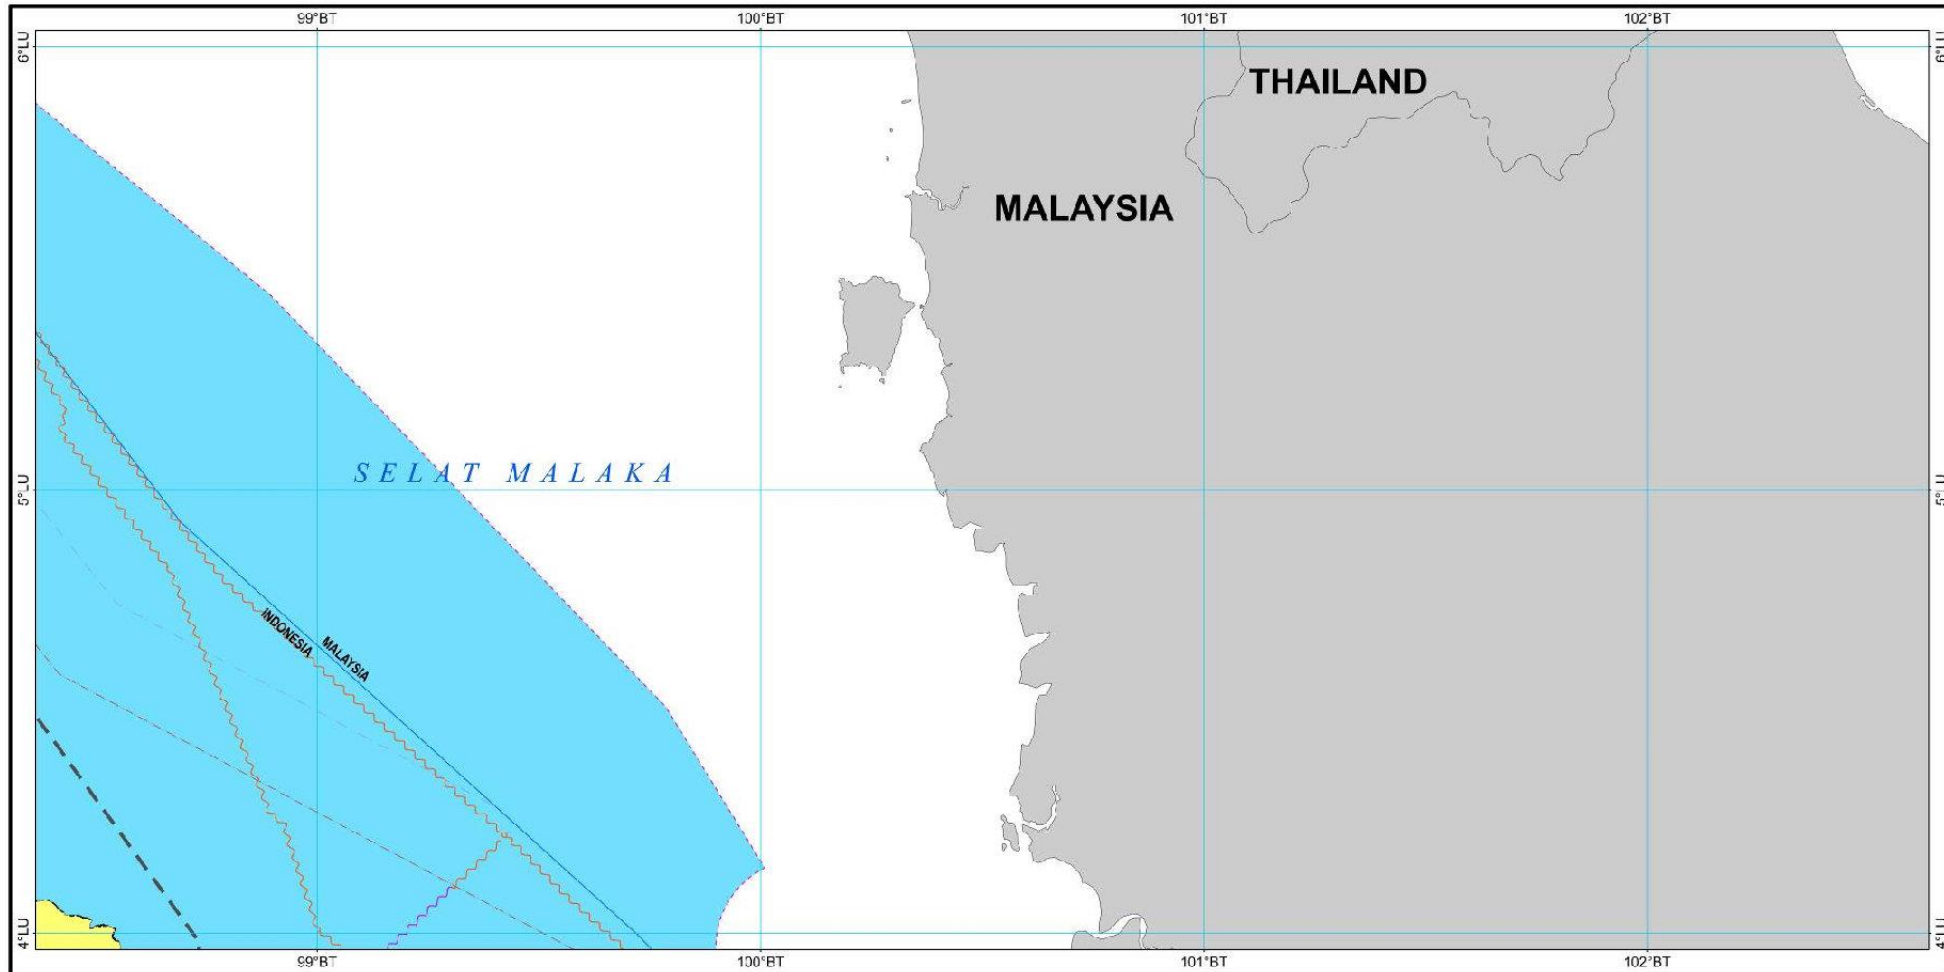 99°BT 100°BT 101°BT 102°BT
6°LU 6°LU
THAILAND
MALAYSIA
SELAT MALAKA
5°LU 5°LU
INDONESIA
MALAYSIA
4°LU 4°LU
99°BT 100°BT 101°BT 102°BT